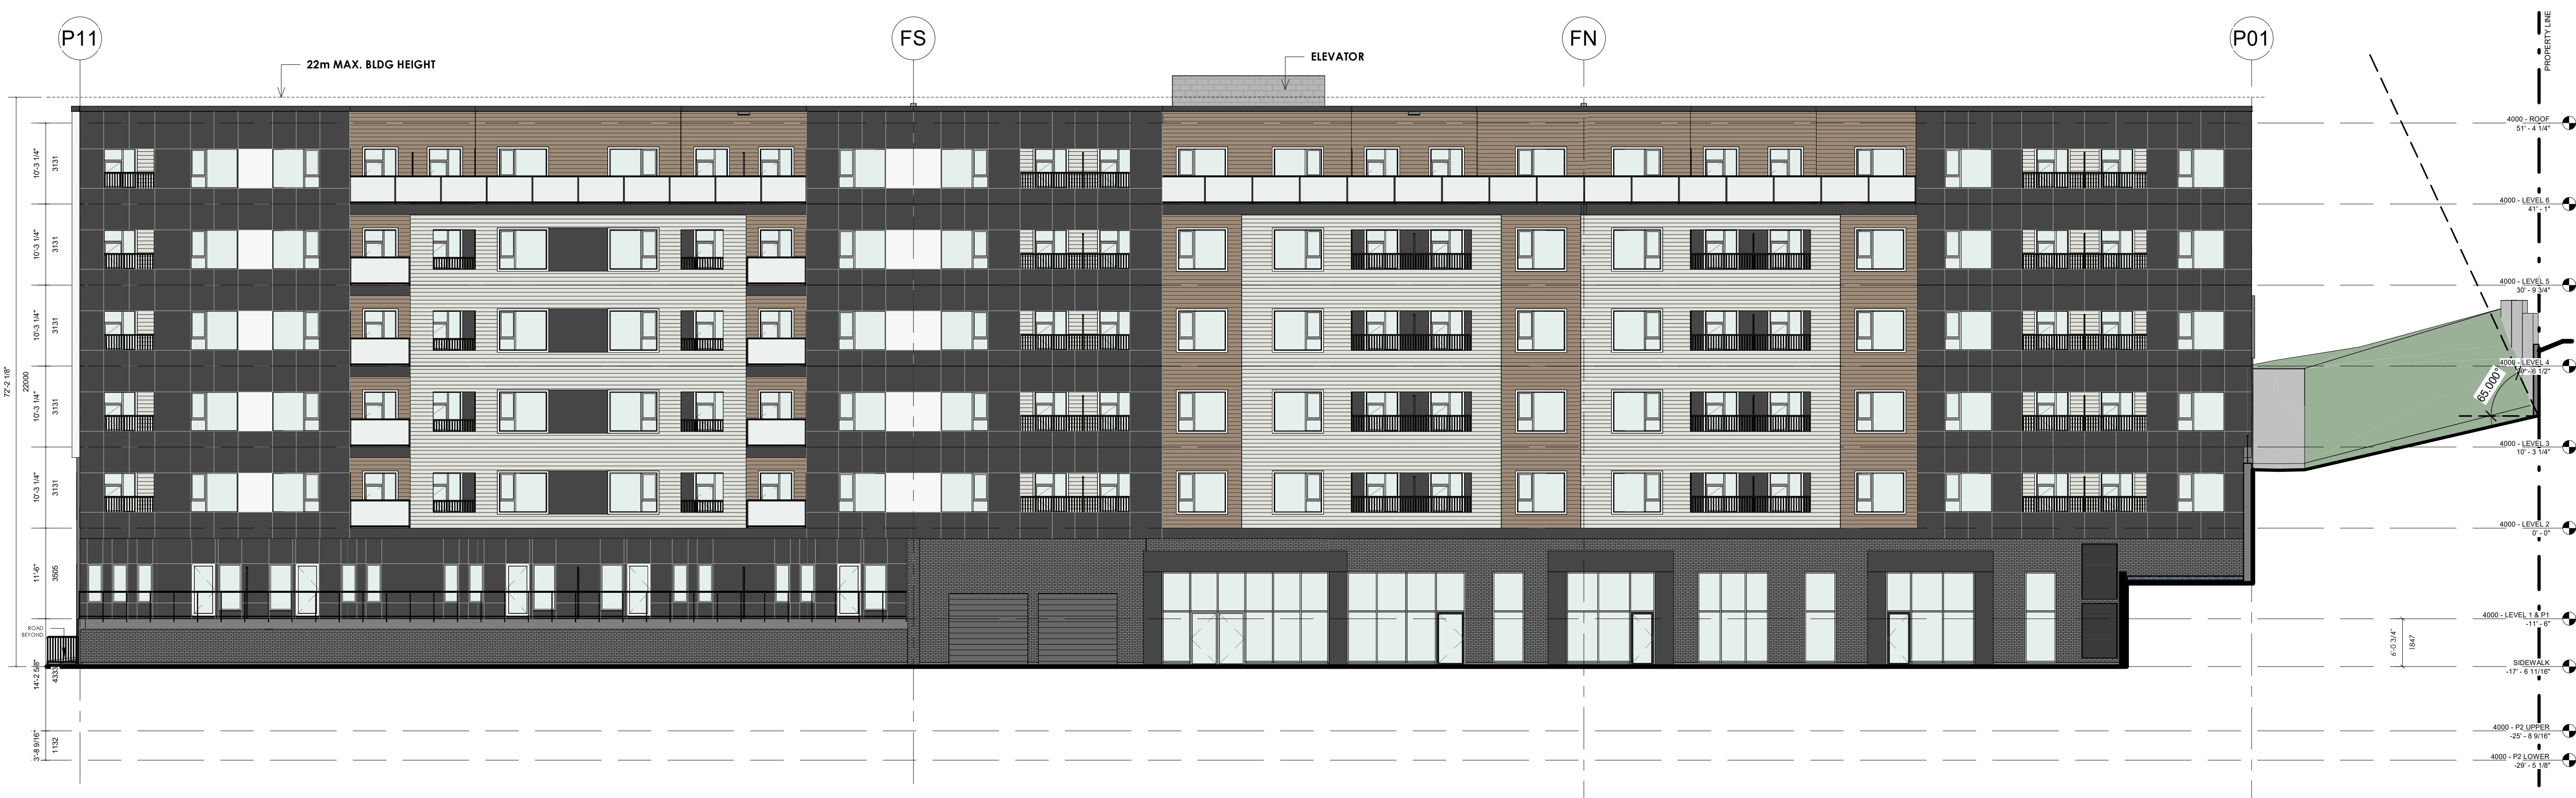 P11
FS
FN
P01
PROPERTY LINE
22m MAX. BLDG HEIGHT
ELEVATOR
4000 - ROOF
51' - 4 1/4"
10'-3 1/4"
3131
4000 - LEVEL 6
41' - 1"
10'-3 1/4"
3131
4000 - LEVEL 5
30' - 9 3/4"
10'-3 1/4"
3131
72'-2 1/8"
22000
4000 - LEVEL 4
65.000°
10'-3 1/4"
3131
4000 - LEVEL 3
10' - 3 1/4"
10'-3 1/4"
3131
4000 - LEVEL 2
0' - 0"
11'-6"
3505
4000 - LEVEL 1 & P1
-11' - 6"
ROAD
BEYOND
6'-0 3/4"
1847
SIDEWALK
-17' - 6 11/16"
14'-2 5/8"
4333
4000 - P2 UPPER
-25' - 8 9/16"
3'-8 9/16"
1132
4000 - P2 LOWER
-29' - 5 1/8"